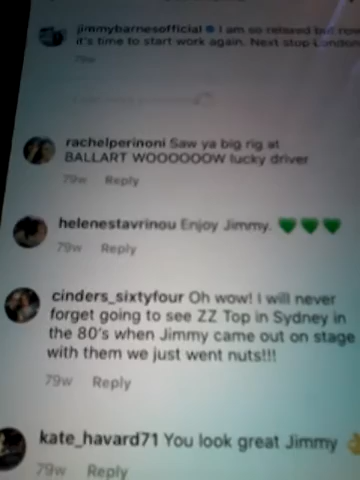 jimmybarnesofficial I am so relaxed but now
it's time to start work again. Next stop London
79w
rachelperinoni Saw ya big rig at
BALLART WOOOOOOW lucky driver
79w Reply
helenestavrinou Enjoy Jimmy. 💚💚💚
79w Reply
cinders_sixtyfour Oh wow! I will never
forget going to see ZZ Top in Sydney in
the 80's when Jimmy came out on stage
with them we just went nuts!!!
79w Reply
kate_havard71 You look great Jimmy 👌
79w Reply